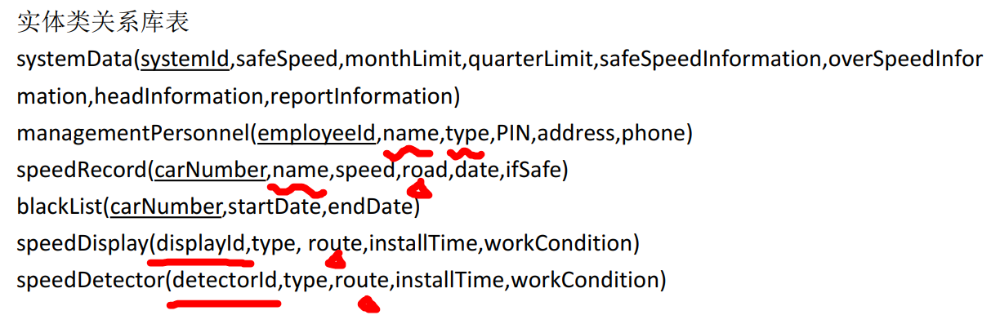 实体类关系库表
systemData(systemId,safeSpeed,monthLimit,quarterLimit,safeSpeedInformation,overSpeedInfor
mation,headInformation,reportInformation)
managementPersonnel(employeeId,name,type,PIN,address,phone)
speedRecord(carNumber,name,speed,road,date,ifSafe)
blackList(carNumber,startDate,endDate)
speedDisplay(displayId,type, route,installTime,workCondition)
speedDetector(detectorId,type,route,installTime,workCondition)